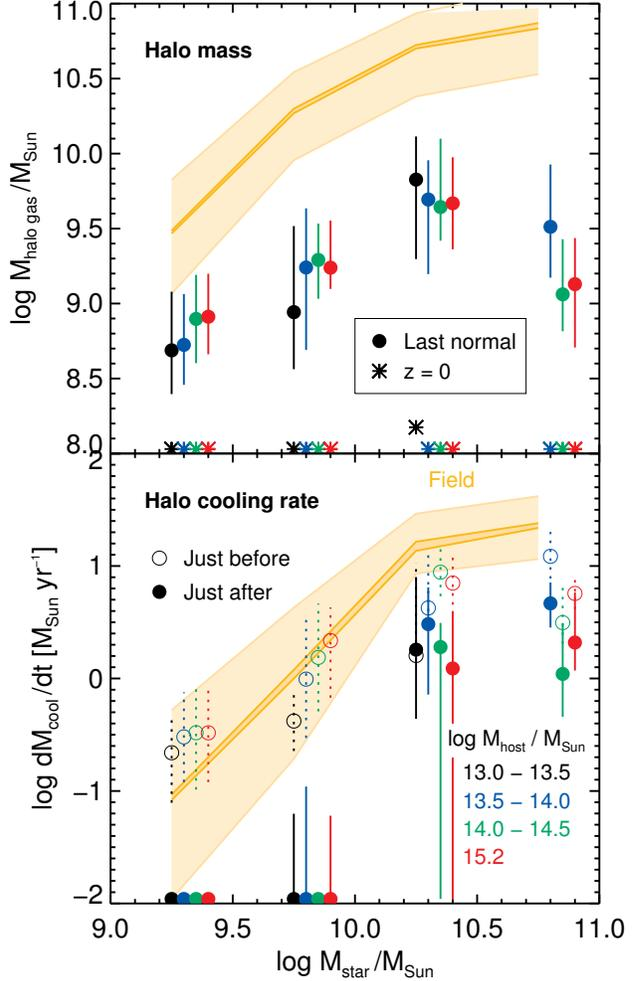 11.0
Halo mass
10.5
10.0
9.5
9.0
8.5
8.0
log M_halo gas/M_Sun
Last normal
z = 0
2
Field
Halo cooling rate
Just before
Just after
1
0
−1
−2
log dM_cool/dt [M_Sun yr⁻¹]
log M_host / M_Sun
13.0 − 13.5
13.5 − 14.0
14.0 − 14.5
15.2
9.0 9.5 10.0 10.5 11.0
log M_star/M_Sun